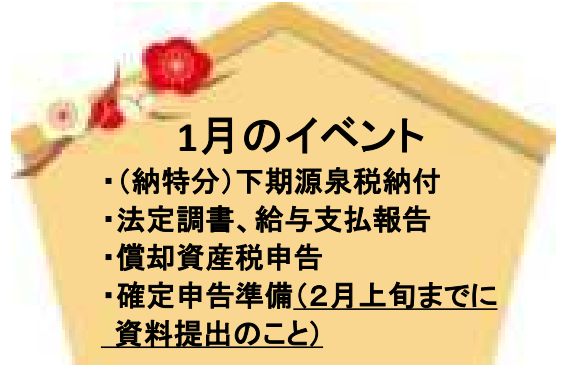 1月のイベント
・（納特分）下期源泉税納付
・法定調書、給与支払報告
・償却資産税申告
・確定申告準備（２月上旬までに
資料提出のこと）